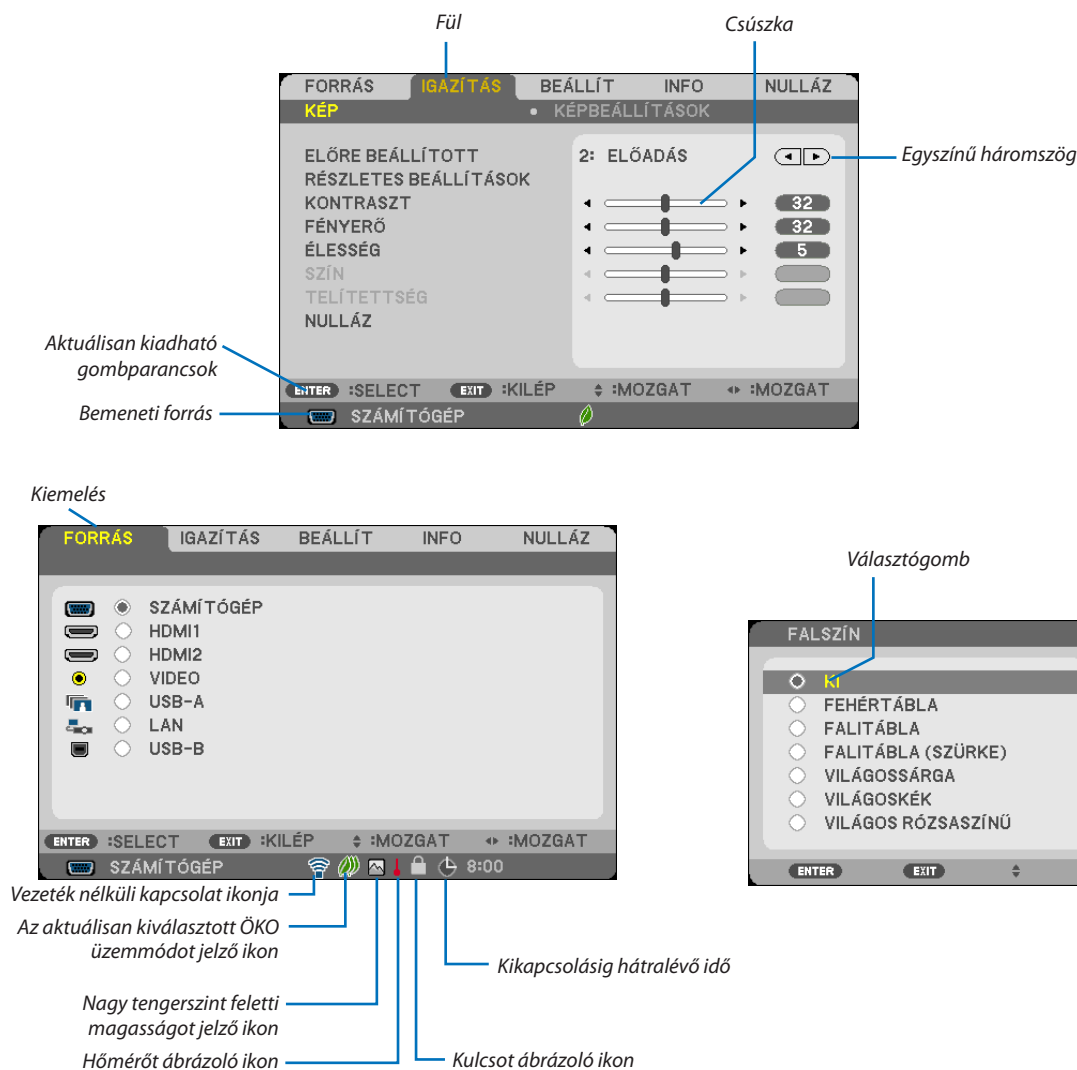 Fül
Csúszka
FORRÁS IGAZÍTÁS BEÁLLÍT INFO NULLÁZ
KÉP • KÉPBEÁLLÍTÁSOK
ELŐRE BEÁLLÍTOTT 2: ELŐADÁS
Egyszínű háromszög
RÉSZLETES BEÁLLÍTÁSOK
KONTRASZT 32
FÉNYERŐ 32
ÉLESSÉG 5
SZÍN
TELÍTETTSÉG
NULLÁZ
Aktuálisan kiadható
gombparancsok
ENTER :SELECT EXIT :KILÉP :MOZGAT :MOZGAT
Bemeneti forrás
SZÁMÍTÓGÉP
Kiemelés
FORRÁS IGAZÍTÁS BEÁLLÍT INFO NULLÁZ
SZÁMÍTÓGÉP
HDMI1
HDMI2
VIDEO
USB-A
LAN
USB-B
ENTER :SELECT EXIT :KILÉP :MOZGAT :MOZGAT
SZÁMÍTÓGÉP 8:00
Választógomb
FALSZÍN
KI
FEHÉRTÁBLA
FALITÁBLA
FALITÁBLA (SZÜRKE)
VILÁGOSSÁRGA
VILÁGOSKÉK
VILÁGOS RÓZSASZÍNŰ
ENTER EXIT
Vezeték nélküli kapcsolat ikonja
Az aktuálisan kiválasztott ÖKO
üzemmódot jelző ikon
Kikapcsolásig hátralévő idő
Nagy tengerszint feletti
magasságot jelző ikon
Hőmérőt ábrázoló ikon
Kulcsot ábrázoló ikon